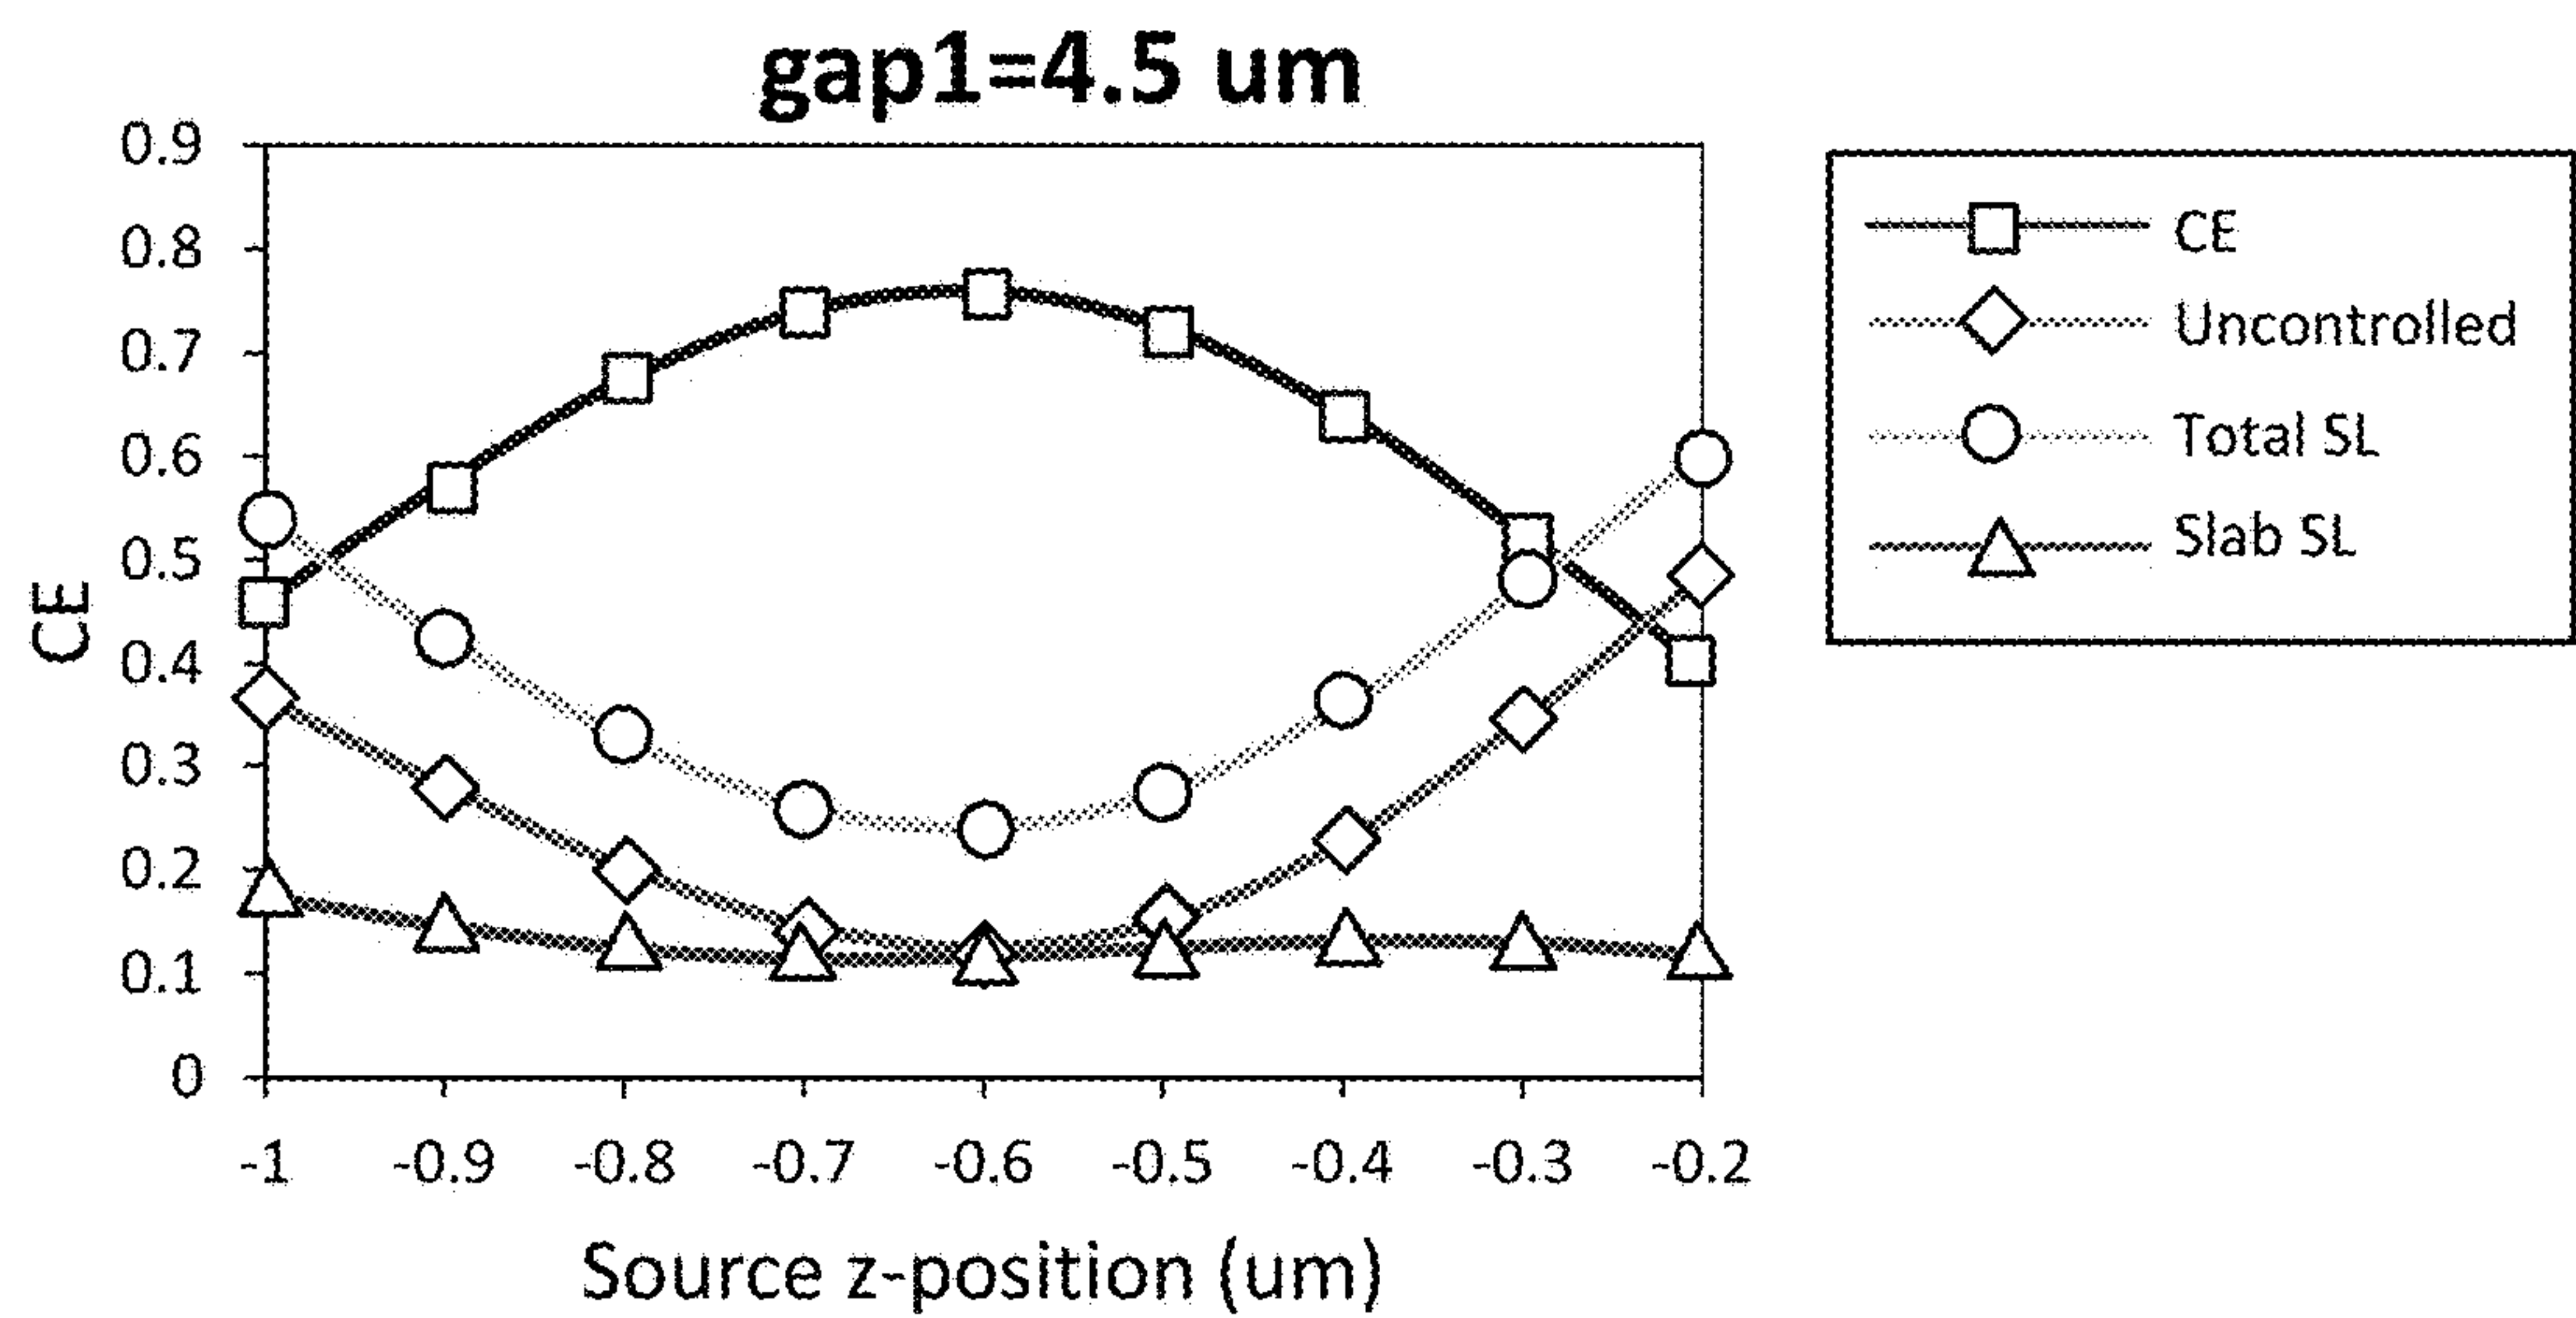 gap1=4.5 um
0.9
0.8
0.7
0.6
0.5
0.4
0.3
0.2
0.1
0
CE
-1 -0.9 -0.8 -0.7 -0.6 -0.5 -0.4 -0.3 -0.2
Source z-position (um)
CE
Uncontrolled
Total SL
Slab SL